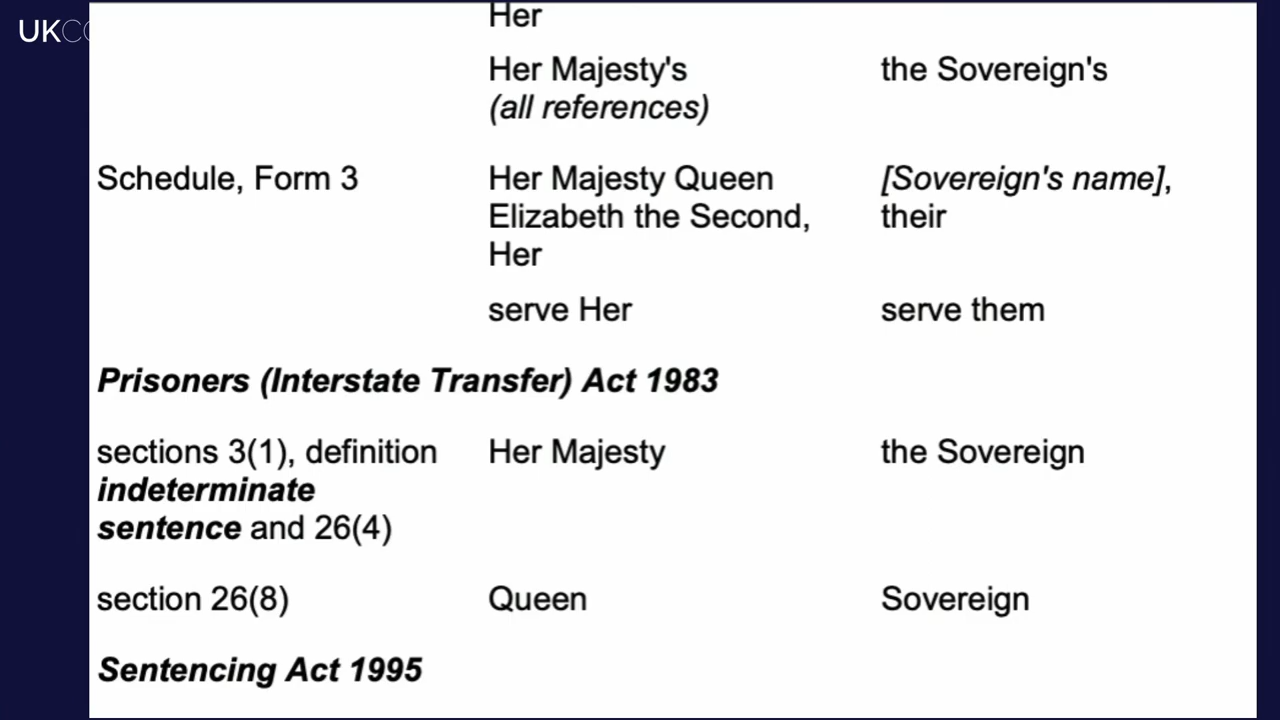 UKCO
Her
Her Majesty's
the Sovereign's
(all references)
Schedule, Form 3
Her Majesty Queen
[Sovereign's name],
Elizabeth the Second,
their
Her
serve Her
serve them
Prisoners (Interstate Transfer) Act 1983
sections 3(1), definition
Her Majesty
the Sovereign
indeterminate
sentence and 26(4)
section 26(8)
Queen
Sovereign
Sentencing Act 1995